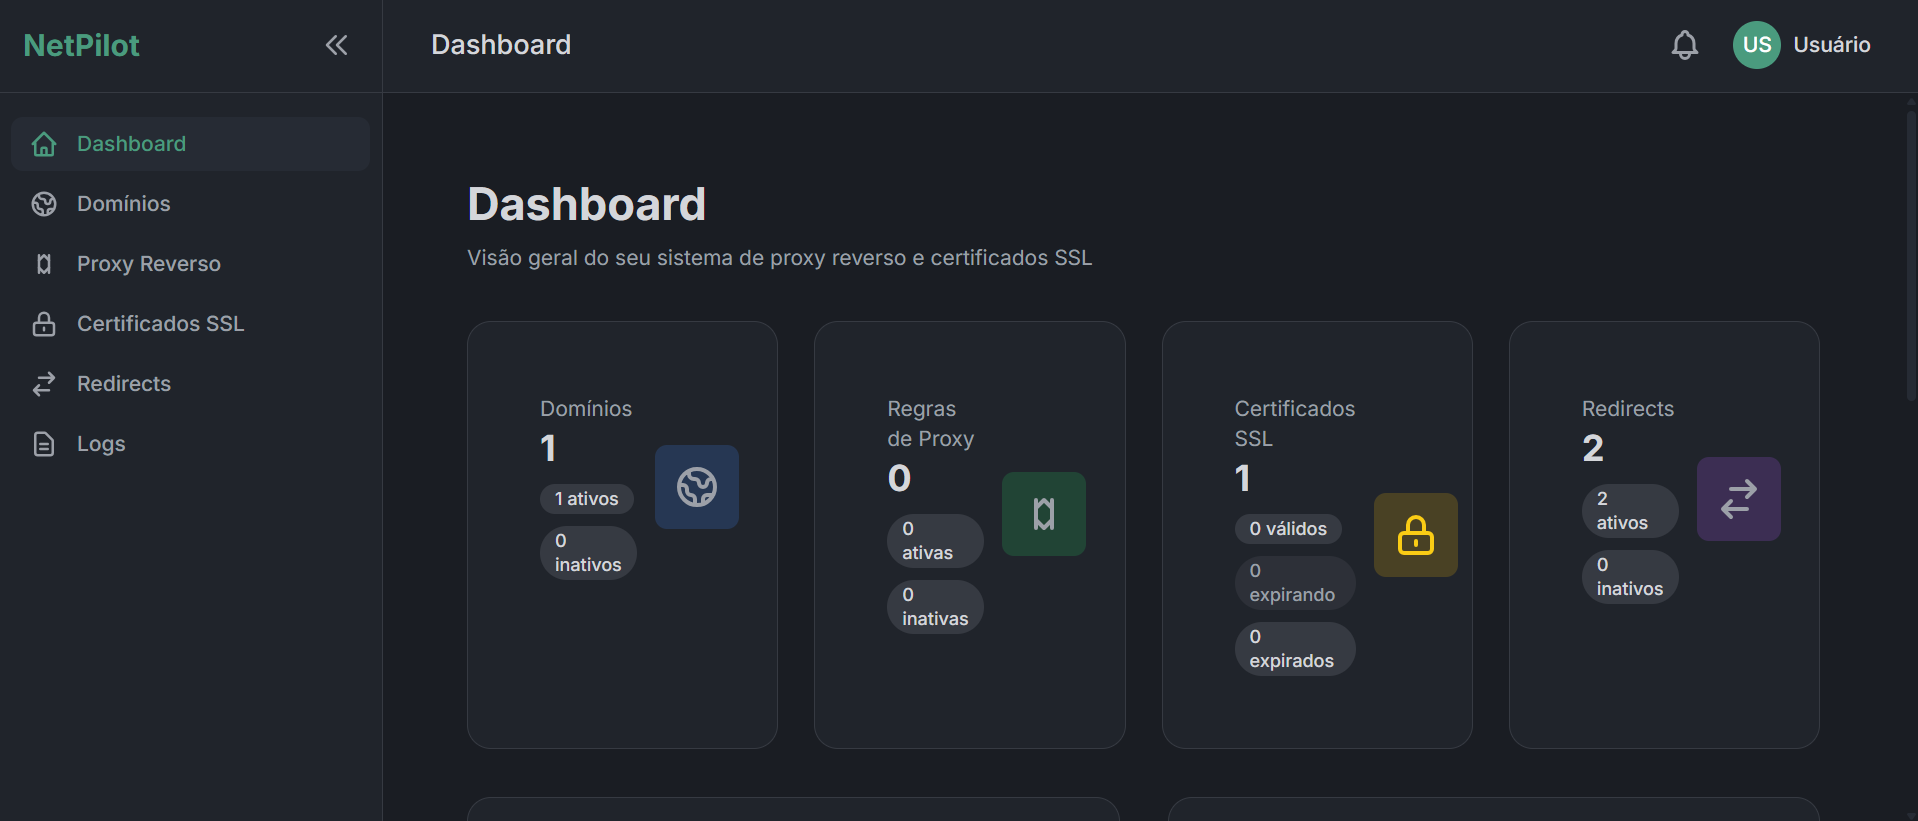 NetPilot
Dashboard
US
Usuário
Dashboard
Domínios
Proxy Reverso
Certificados SSL
Redirects
Logs
Dashboard
Visão geral do seu sistema de proxy reverso e certificados SSL
Domínios
1
1 ativos
0
inativos
Regras
de Proxy
0
0
ativas
0
inativas
Certificados
SSL
1
0 válidos
0
expirando
0
expirados
Redirects
2
2
ativos
0
inativos